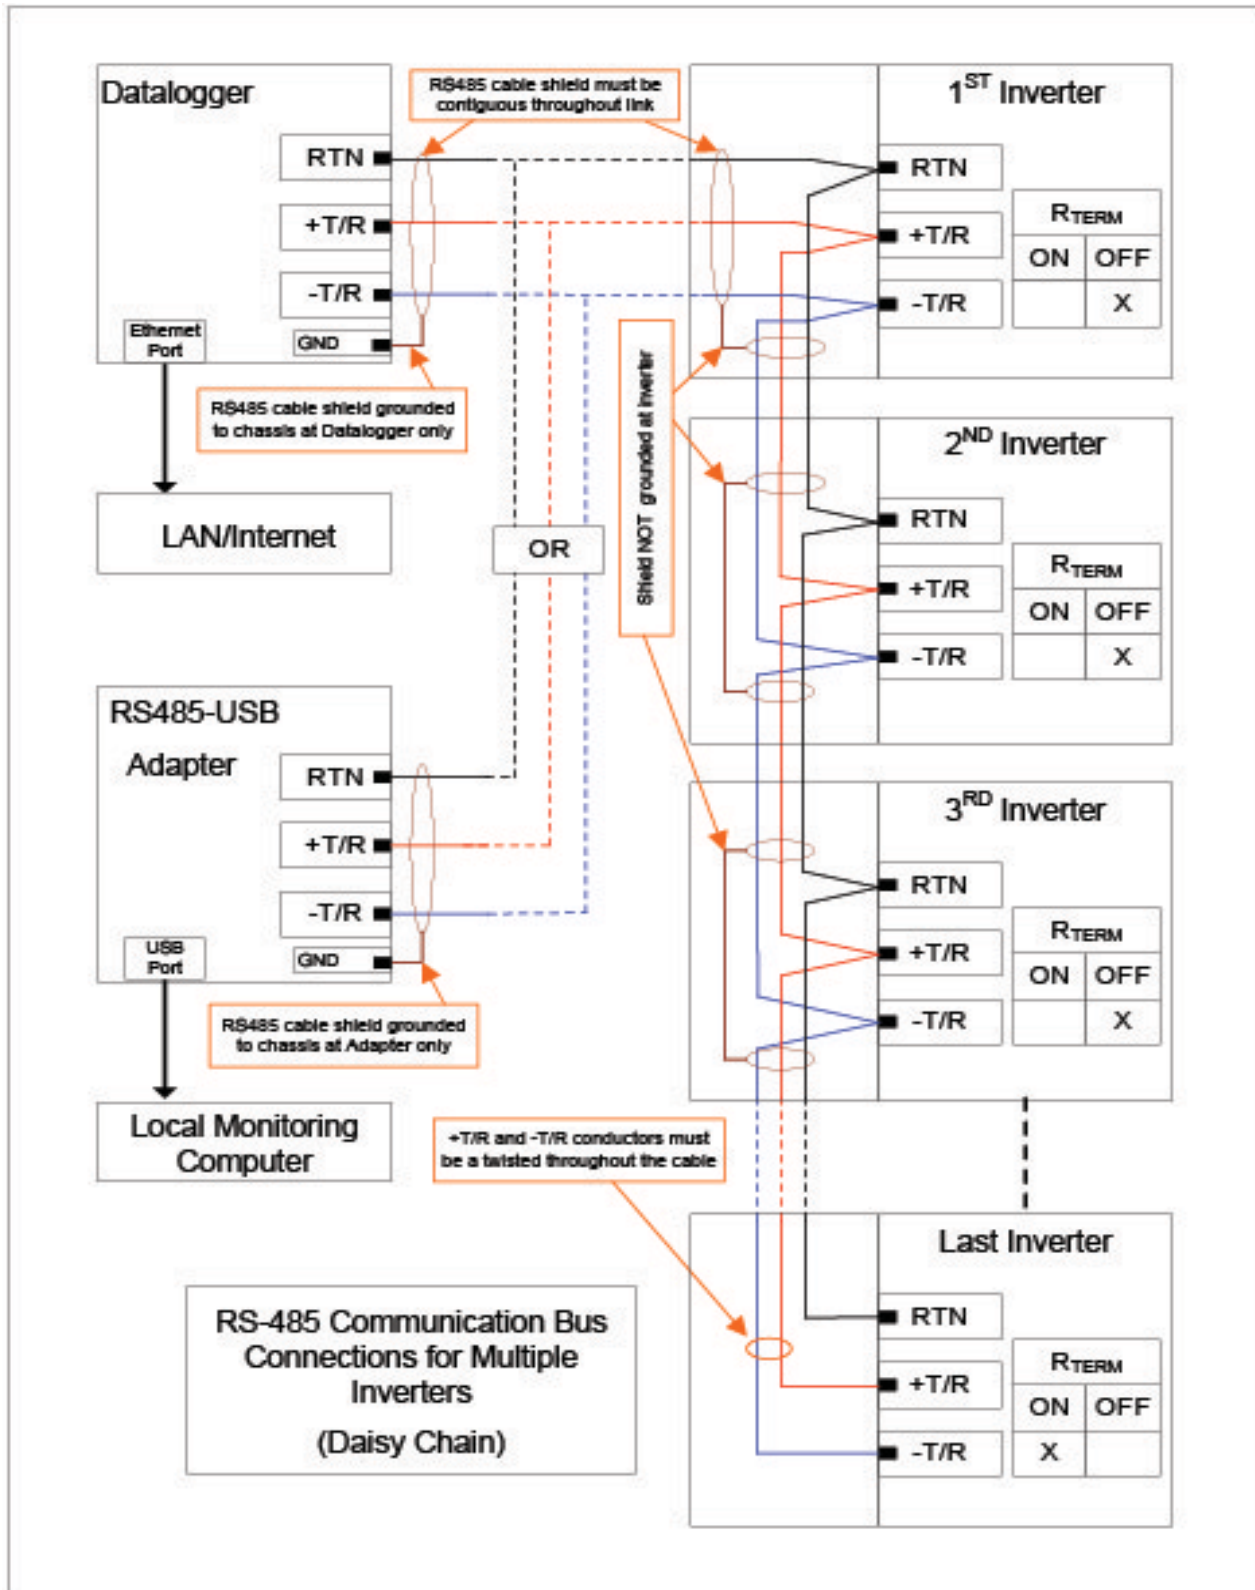 Datalogger
RTN
+T/R
-T/R
GND
Ethernet
Port
RS485 cable shield must be
contiguous throughout link
RS485 cable shield grounded
to chassis at Datalogger only
LAN/Internet
OR
RS485-USB
Adapter
RTN
+T/R
-T/R
GND
USB
Port
RS485 cable shield grounded
to chassis at Adapter only
Local Monitoring
Computer
Shield NOT grounded at inverter
1ST Inverter
RTN
+T/R
-T/R
RTERM
ON OFF
X
2ND Inverter
RTN
+T/R
-T/R
RTERM
ON OFF
X
3RD Inverter
RTN
+T/R
-T/R
RTERM
ON OFF
X
+T/R and -T/R conductors must
be a twisted throughout the cable
Last Inverter
RTN
+T/R
-T/R
RTERM
ON OFF
X
RS-485 Communication Bus
Connections for Multiple
Inverters
(Daisy Chain)